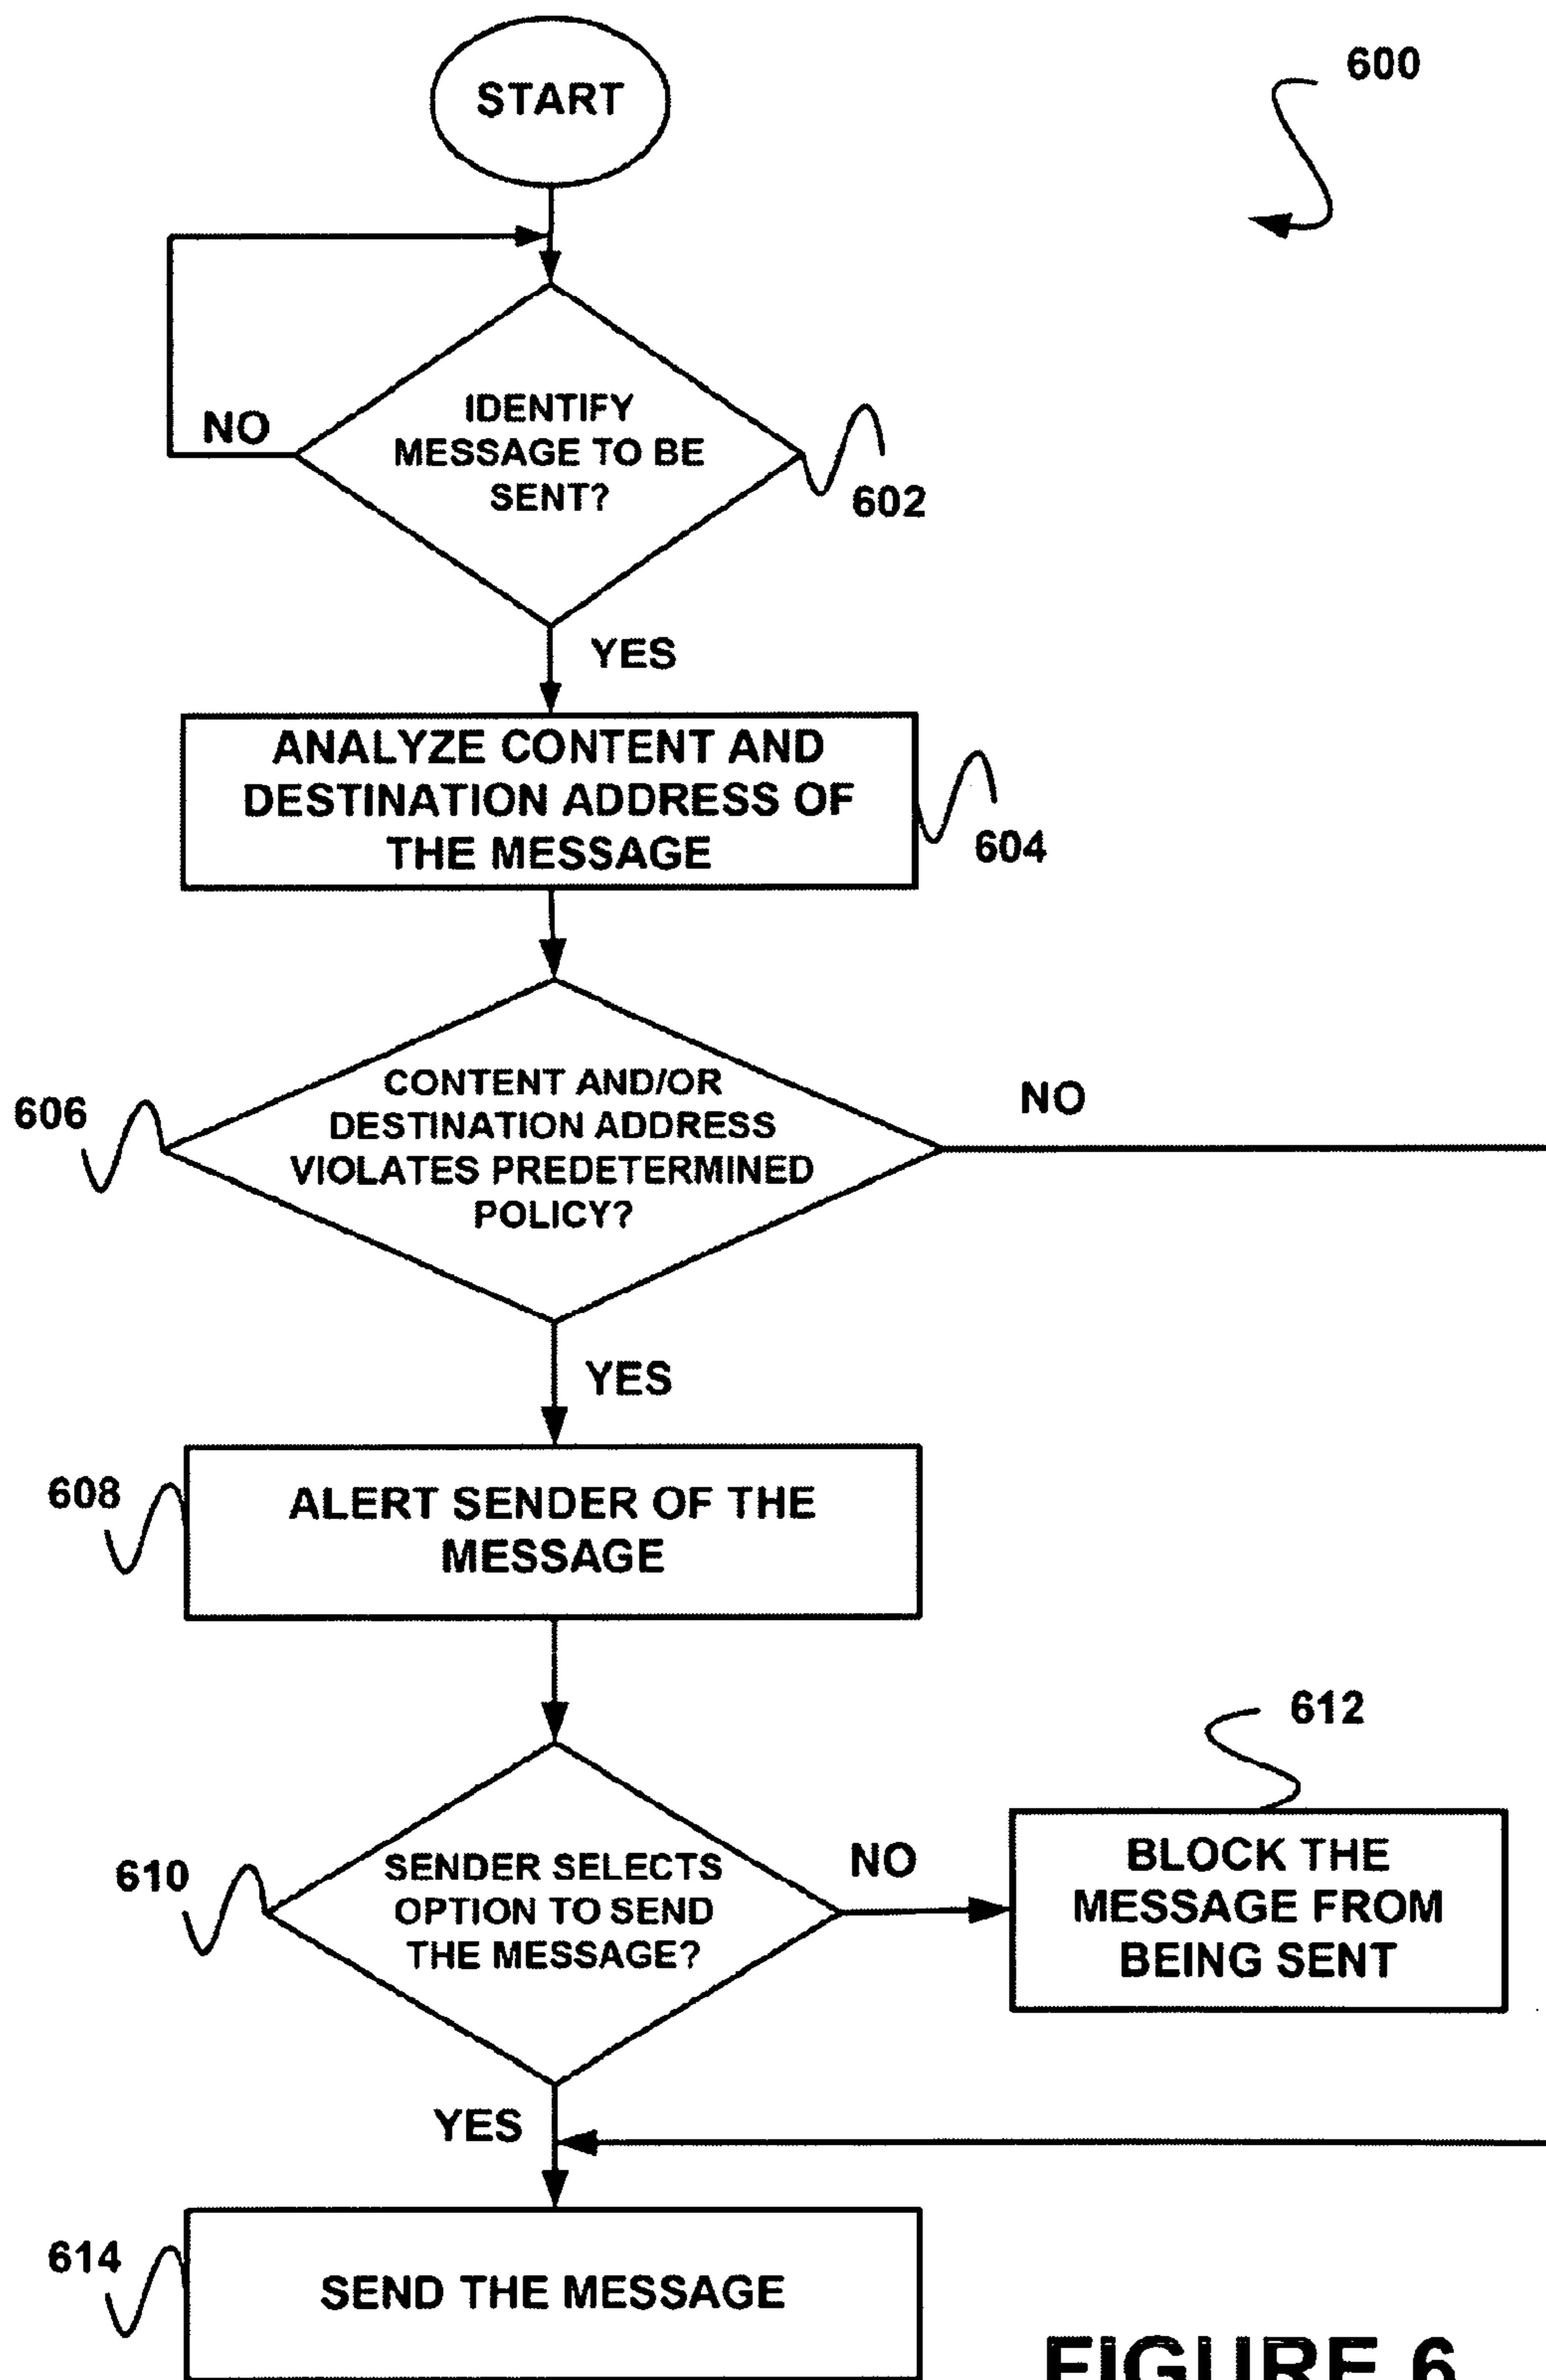 START
600
NO
IDENTIFY
MESSAGE TO BE
SENT?
602
YES
ANALYZE CONTENT AND
DESTINATION ADDRESS OF
THE MESSAGE
604
606
CONTENT AND/OR
DESTINATION ADDRESS
VIOLATES PREDETERMINED
POLICY?
NO
YES
608
ALERT SENDER OF THE
MESSAGE
610
SENDER SELECTS
OPTION TO SEND
THE MESSAGE?
NO
612
BLOCK THE
MESSAGE FROM
BEING SENT
YES
614
SEND THE MESSAGE
FIGURE 6